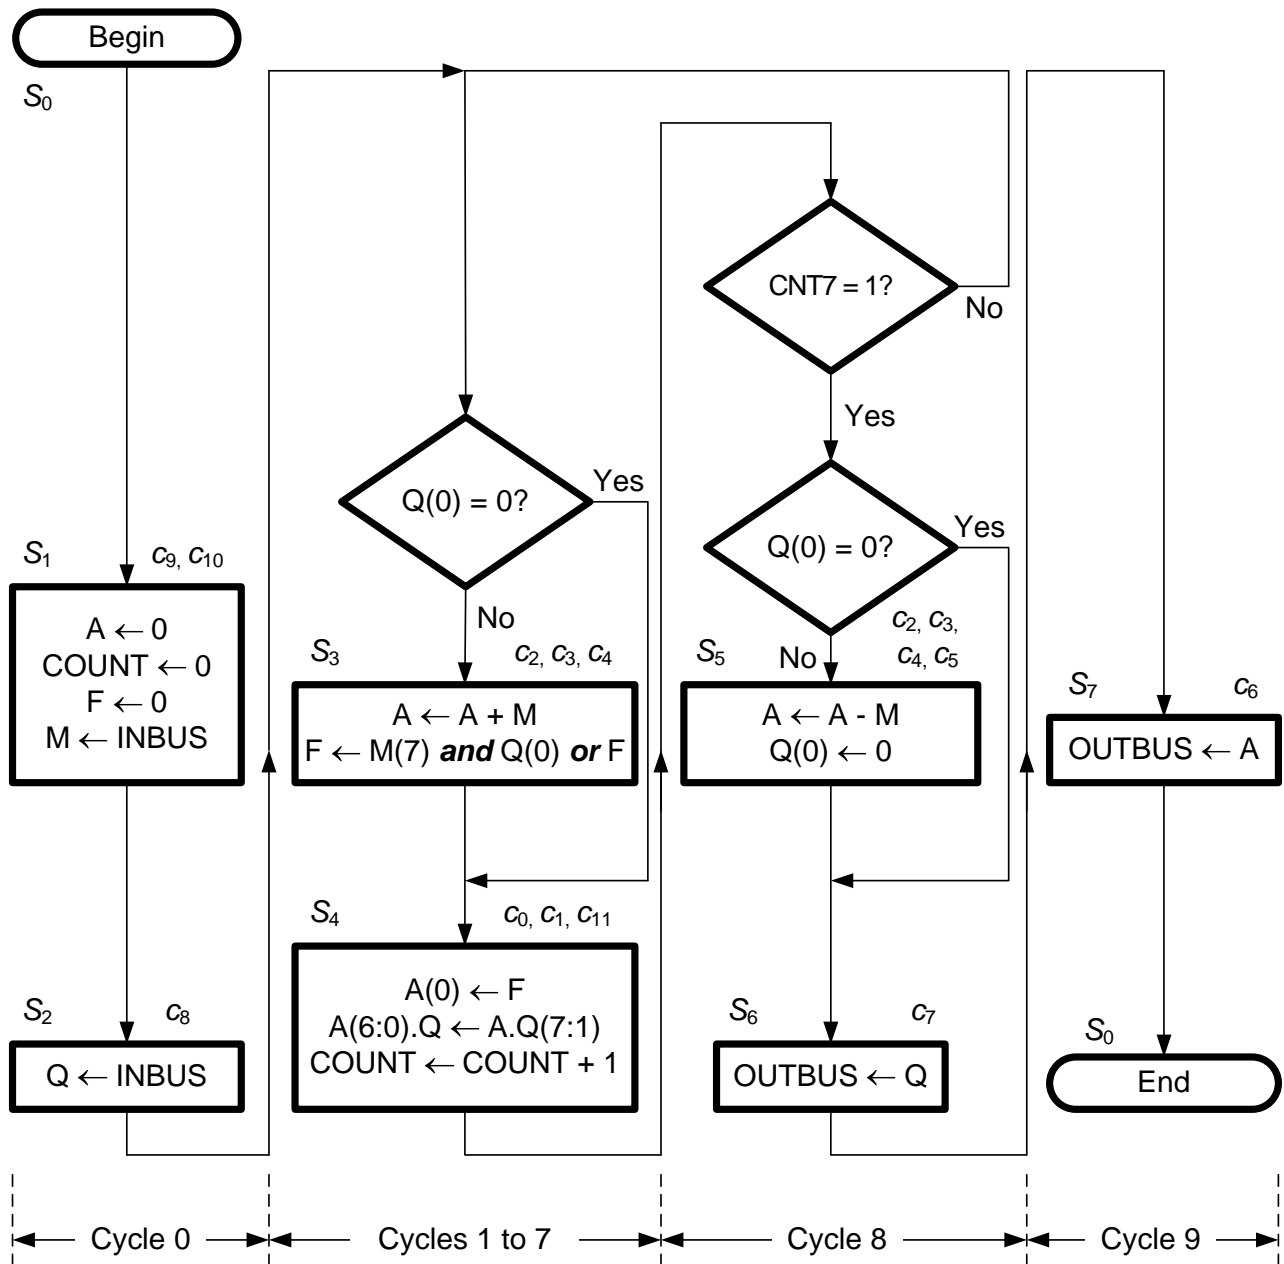 Begin
S0
S1
c9, c10
A ← 0
COUNT ← 0
F ← 0
M ← INBUS
S2
c8
Q ← INBUS
Q(0) = 0?
Yes
No
S3
c2, c3, c4
A ← A + M
F ← M(7) and Q(0) or F
S4
c0, c1, c11
A(0) ← F
A(6:0).Q ← A.Q(7:1)
COUNT ← COUNT + 1
CNT7 = 1?
No
Yes
Q(0) = 0?
Yes
No
S5
c2, c3,
c4, c5
A ← A - M
Q(0) ← 0
S6
c7
OUTBUS ← Q
S7
c6
OUTBUS ← A
S0
End
Cycle 0
Cycles 1 to 7
Cycle 8
Cycle 9